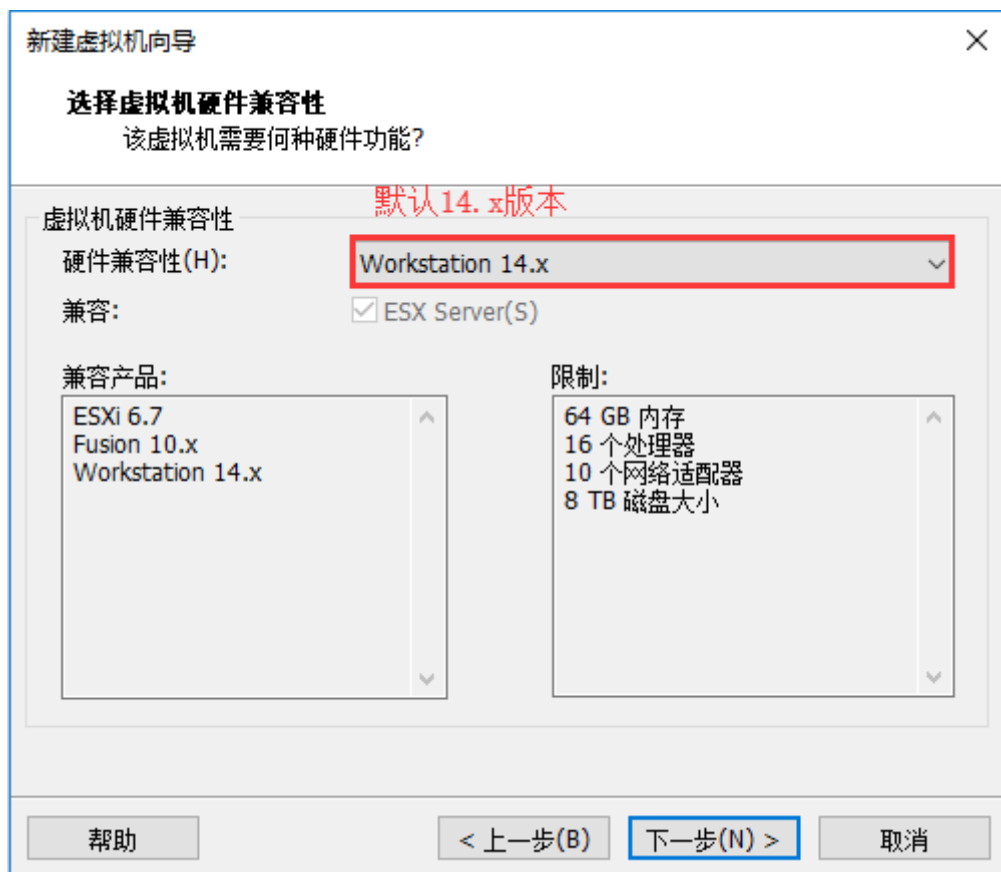 新建虚拟机向导
选择虚拟机硬件兼容性
该虚拟机需要何种硬件功能?
默认14.x版本
虚拟机硬件兼容性
硬件兼容性(H):
Workstation 14.x
兼容:
ESX Server(S)
兼容产品:
ESXi 6.7
Fusion 10.x
Workstation 14.x
限制:
64 GB 内存
16 个处理器
10 个网络适配器
8 TB 磁盘大小
帮助
< 上一步(B)
下一步(N) >
取消